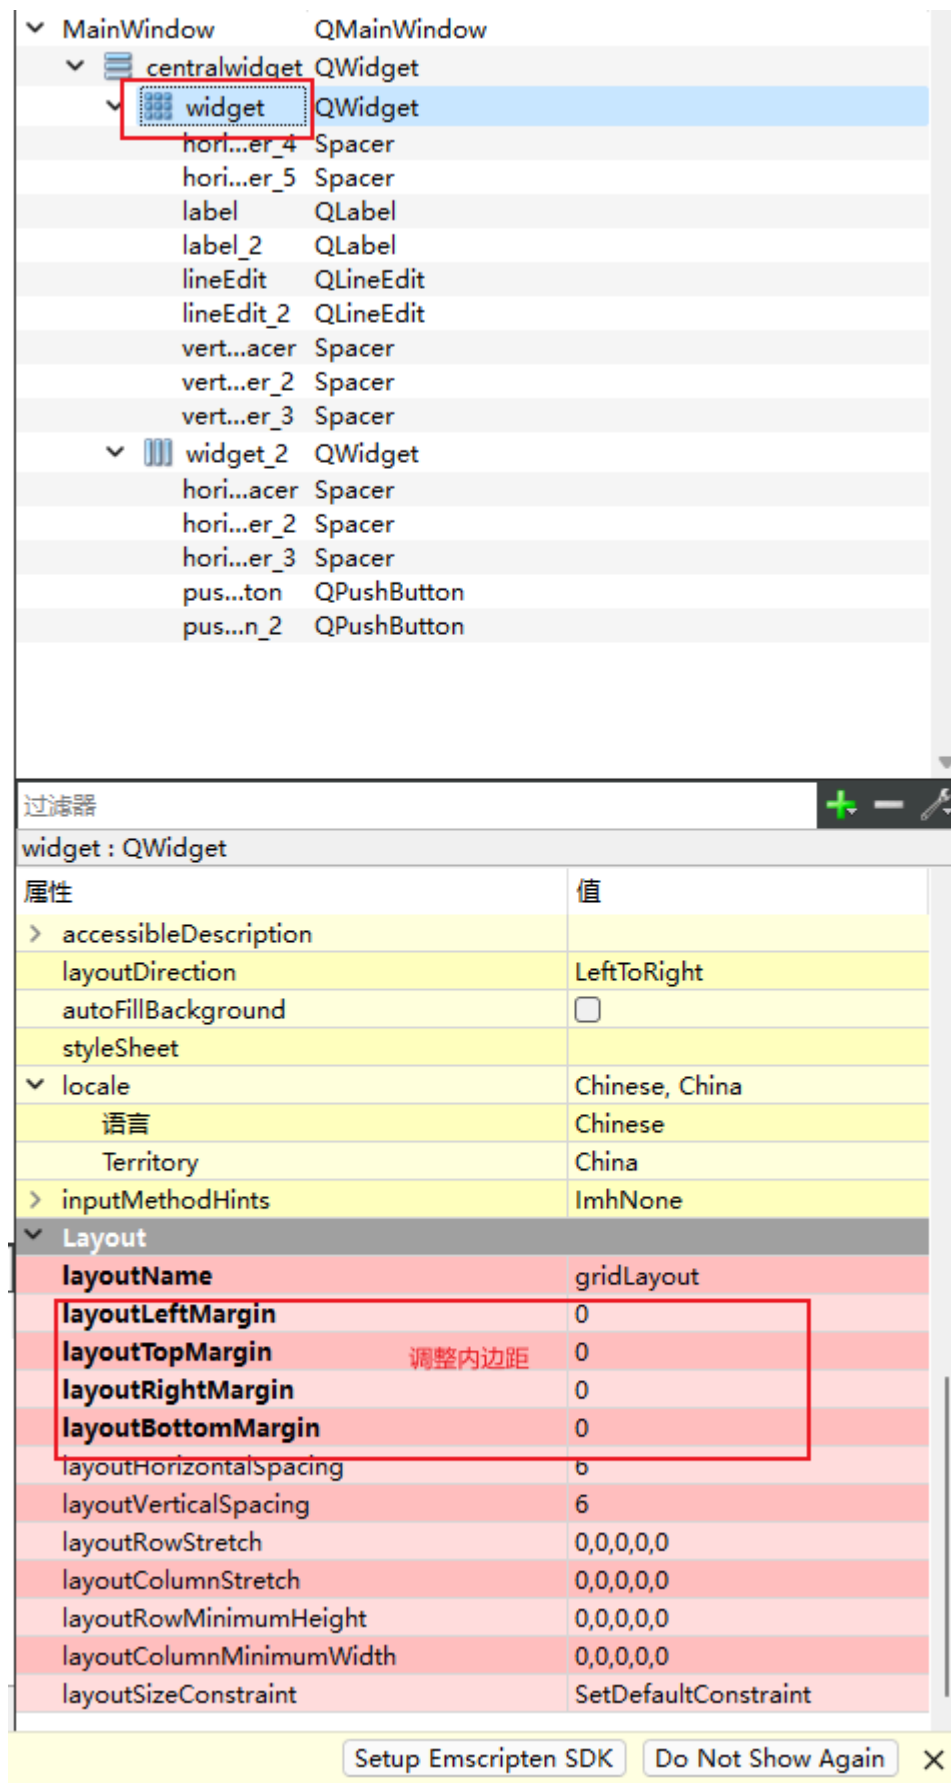 MainWindow QMainWindow
centralwidget QWidget
widget QWidget
hori...er_4 Spacer
hori...er_5 Spacer
label QLabel
label_2 QLabel
lineEdit QLineEdit
lineEdit_2 QLineEdit
vert...acer Spacer
vert...er_2 Spacer
vert...er_3 Spacer
widget_2 QWidget
hori...acer Spacer
hori...er_2 Spacer
hori...er_3 Spacer
pus...ton QPushButton
pus...n_2 QPushButton
过滤器
widget : QWidget
属性 值
accessibleDescription
layoutDirection LeftToRight
autoFillBackground
styleSheet
locale Chinese, China
语言 Chinese
Territory China
inputMethodHints ImhNone
Layout
layoutName gridLayout
layoutLeftMargin 0
layoutTopMargin 调整内边距 0
layoutRightMargin 0
layoutBottomMargin 0
layoutHorizontalSpacing 6
layoutVerticalSpacing 6
layoutRowStretch 0,0,0,0,0
layoutColumnStretch 0,0,0,0,0
layoutRowMinimumHeight 0,0,0,0,0
layoutColumnMinimumWidth 0,0,0,0,0
layoutSizeConstraint SetDefaultConstraint
Setup Emscripten SDK Do Not Show Again